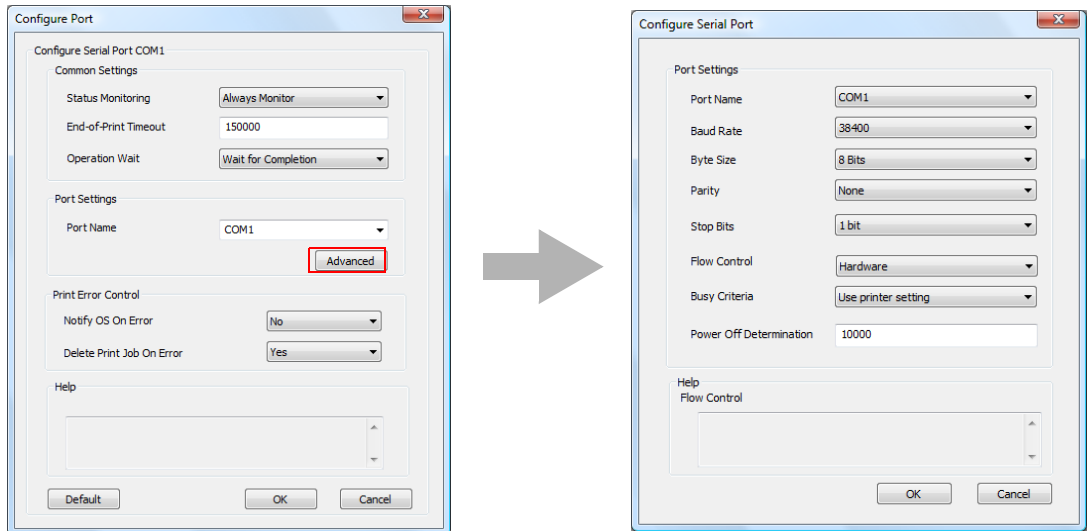 Configure Port
Configure Serial Port COM1
Common Settings
Status Monitoring Always Monitor
End-of-Print Timeout 150000
Operation Wait Wait for Completion
Port Settings
Port Name COM1
Advanced
Print Error Control
Notify OS On Error No
Delete Print Job On Error Yes
Help
Default OK Cancel
Configure Serial Port
Port Settings
Port Name COM1
Baud Rate 38400
Byte Size 8 Bits
Parity None
Stop Bits 1 bit
Flow Control Hardware
Busy Criteria Use printer setting
Power Off Determination 10000
Help
Flow Control
OK Cancel